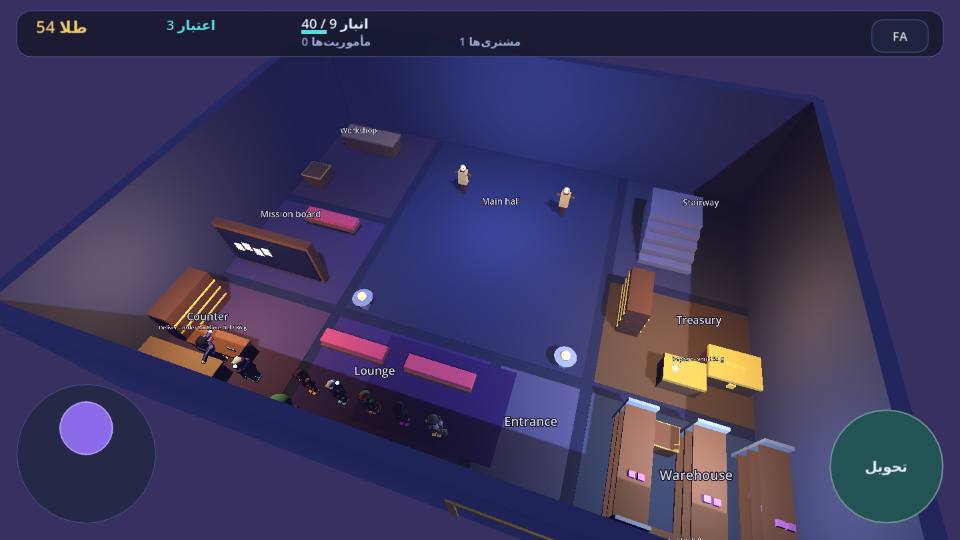 طلا 54
اعتبار 3
انبار 9 / 40
مأموریت‌ها 0
مشتری‌ها 1
FA
Workshop
Main hall
Stairway
Mission board
Counter
Treasury
Lounge
Entrance
Warehouse
تحویل